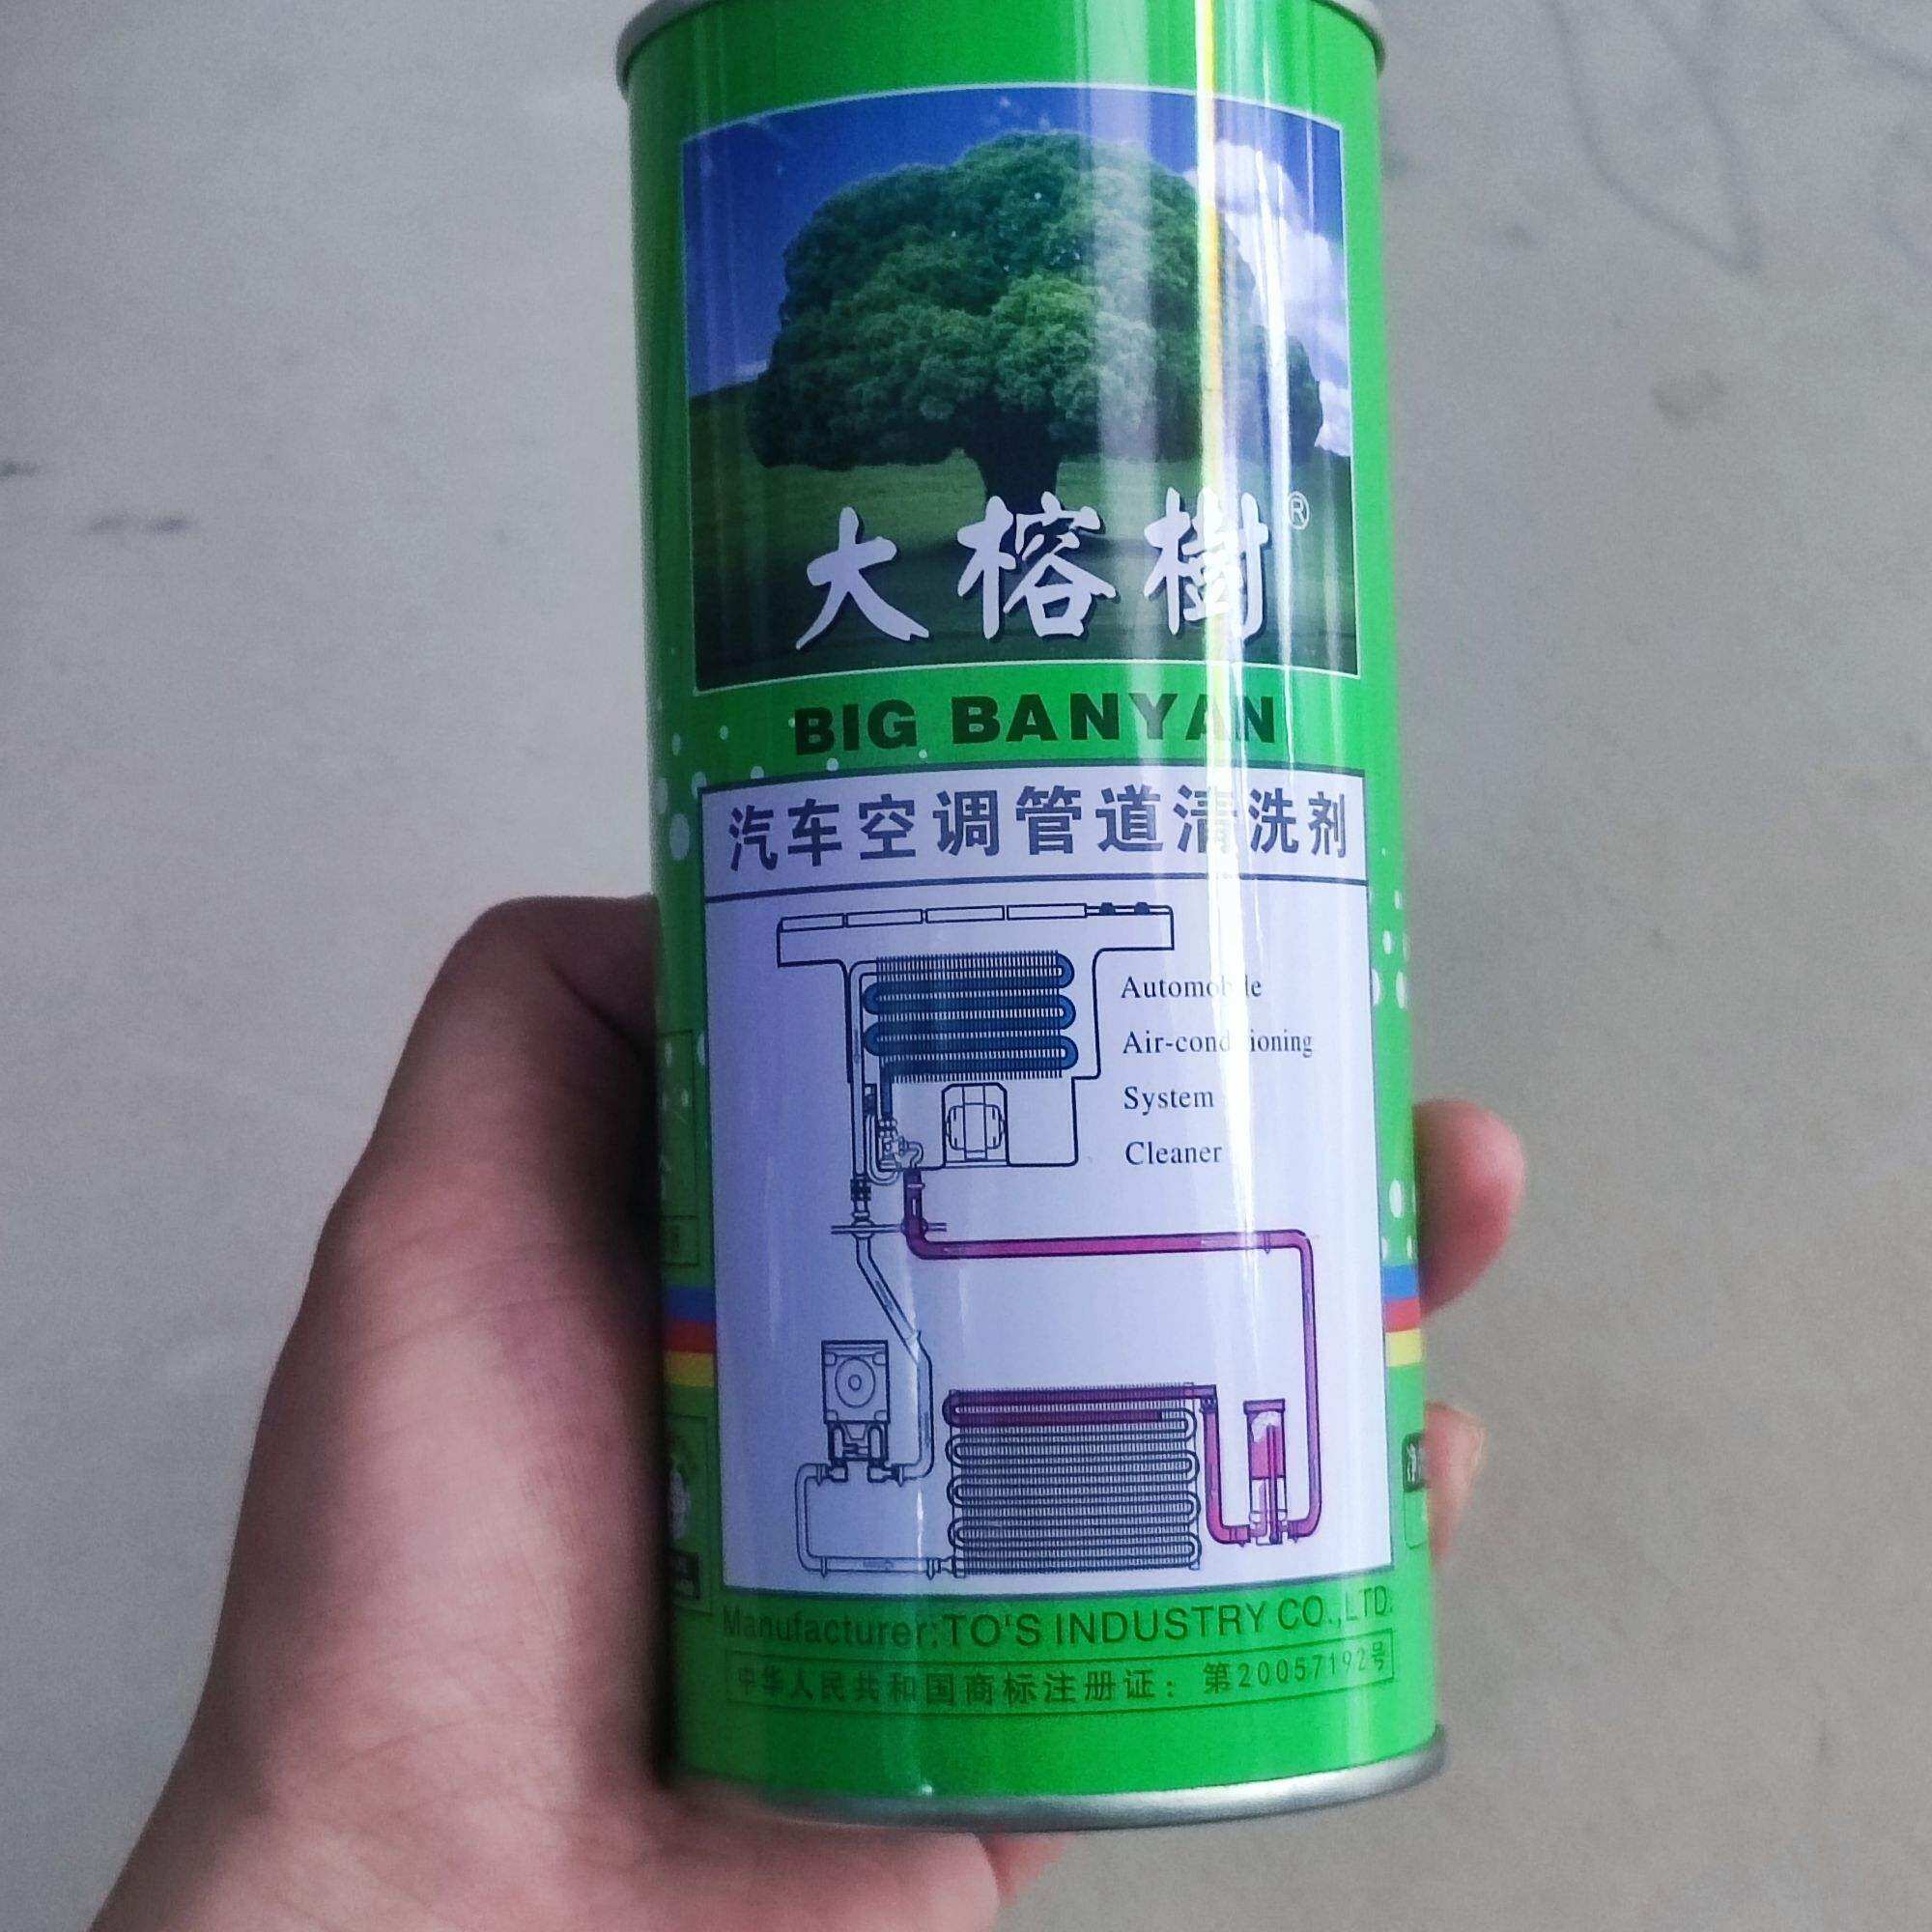 大榕樹®
BIG BANYAN
汽车空调管道清洗剂
Automobile
Air-conditioning
System
Cleaner
Manufacturer:TO'S INDUSTRY CO.,LTD.
中华人民共和国商标注册证：第20057192号